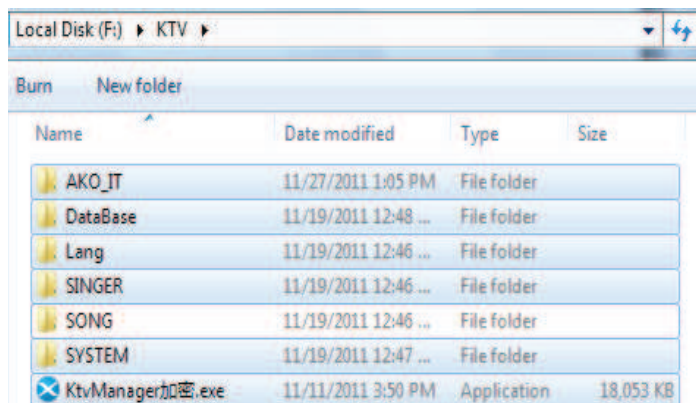 Local Disk (F:) KTV
Burn New folder
Name Date modified Type Size
AKO_IT 11/27/2011 1:05 PM File folder
DataBase 11/19/2011 12:48 ... File folder
Lang 11/19/2011 12:46 ... File folder
SINGER 11/19/2011 12:46 ... File folder
SONG 11/19/2011 12:46 ... File folder
SYSTEM 11/19/2011 12:47 ... File folder
KtvManager加密.exe 11/11/2011 3:50 PM Application 18,053 KB